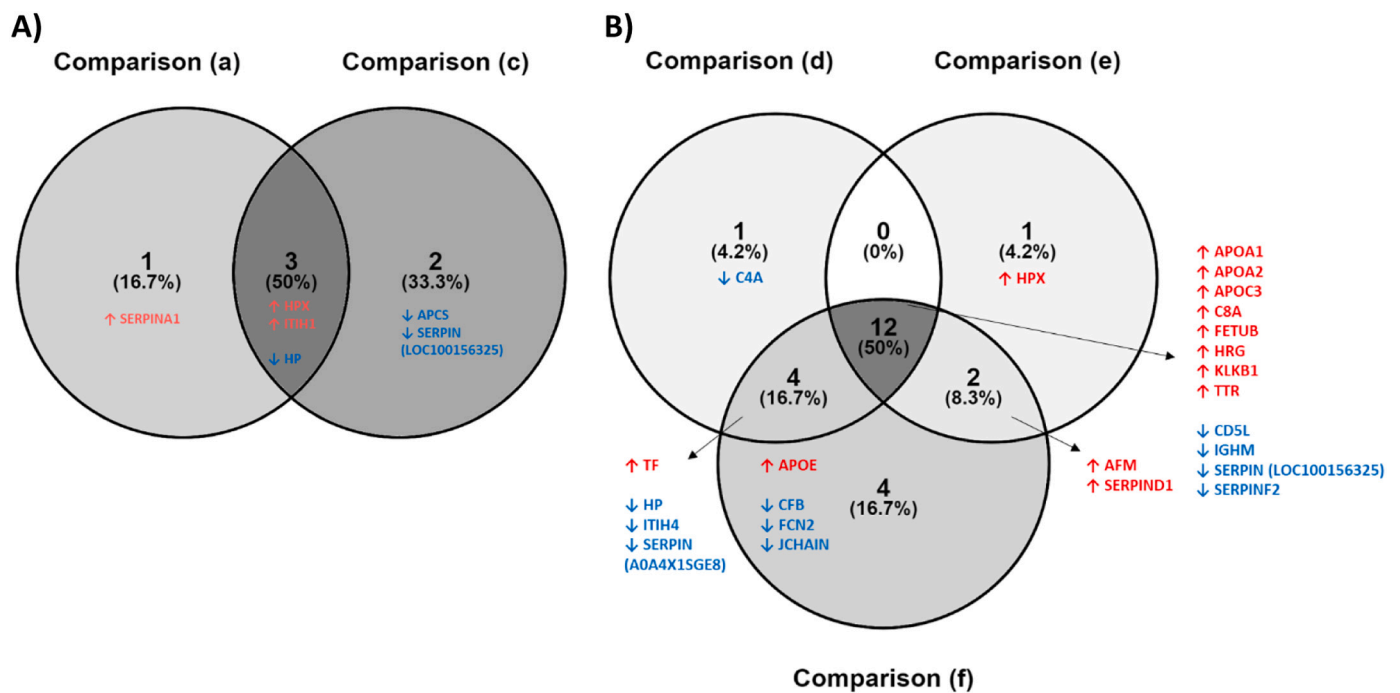 A)
Comparison (a)
Comparison (c)
1
(16.7%)
↑ SERPINA1
3
(50%)
↑ HPX
↑ ITIH1
↓ HP
2
(33.3%)
↓ APCS
↓ SERPIN
(LOC100156325)
B)
Comparison (d)
Comparison (e)
1
(4.2%)
↓ C4A
0
(0%)
1
(4.2%)
↑ HPX
12
(50%)
↑ APOA1
↑ APOA2
↑ APOC3
↑ C8A
↑ FETUB
↑ HRG
↑ KLKB1
↑ TTR
↓ CD5L
↓ IGHM
↓ SERPIN (LOC100156325)
↓ SERPINF2
4
(16.7%)
2
(8.3%)
↑ TF
↓ HP
↓ ITIH4
↓ SERPIN
(A0A4X1SGE8)
↑ APOE
↓ CFB
↓ FCN2
↓ JCHAIN
4
(16.7%)
↑ AFM
↑ SERPIND1
Comparison (f)